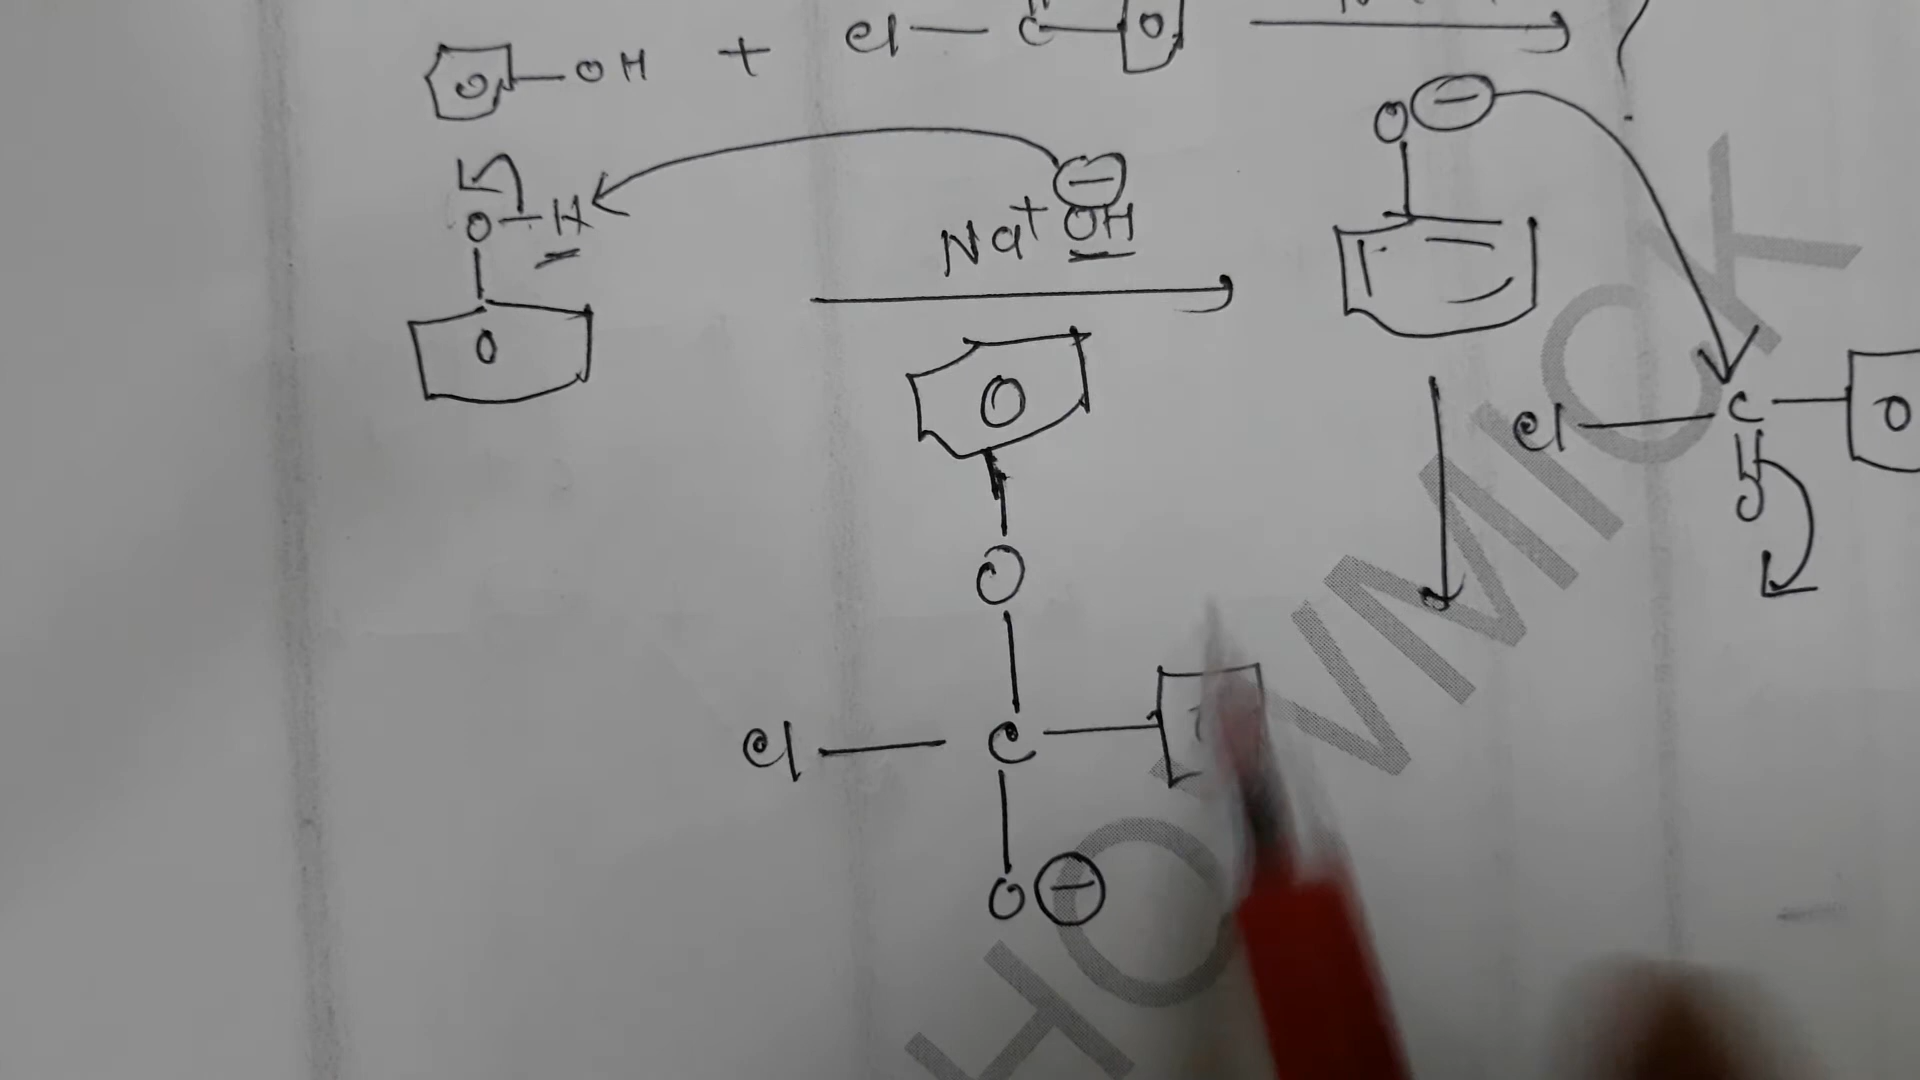 OH + Cl — C
O — H
Na+ OH
O
Cl — C
O
O
Cl — C
O
HOWMICK